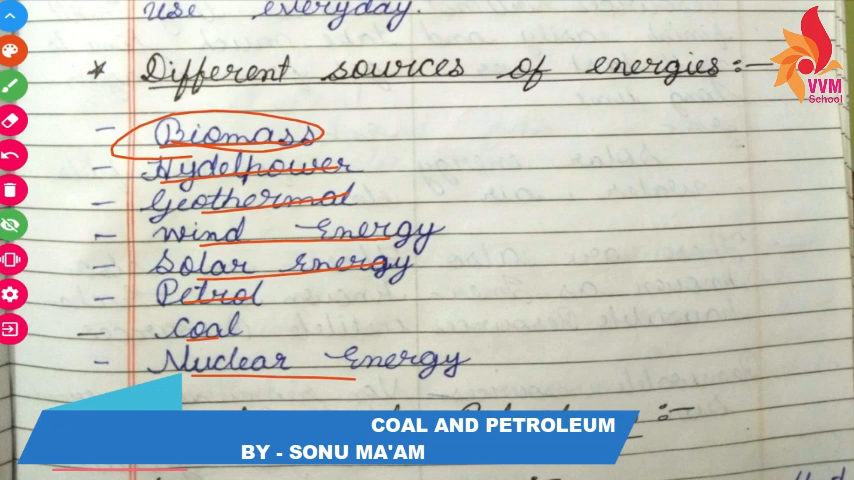 use everyday.
* Different sources of energies:-
VVM
School
- Biomass
- Hydelpower
- Geothermal
- Wind Energy
- Solar Energy
- Petrol
- Coal
- Nuclear Energy
COAL AND PETROLEUM
BY - SONU MA'AM